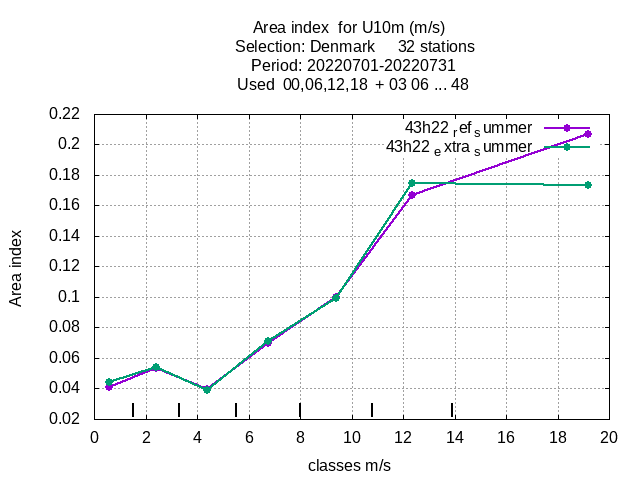 Area index for U10m (m/s)
Selection: Denmark 32 stations
Period: 20220701-20220731
Used 00,06,12,18 + 03 06 ... 48
0.22
43h22 ref summer
0.2
43h22 extra summer
0.18
0.16
0.14
0.12
0.1
0.08
0.06
0.04
0.02
Area index
0 2 4 6 8 10 12 14 16 18 20
classes m/s